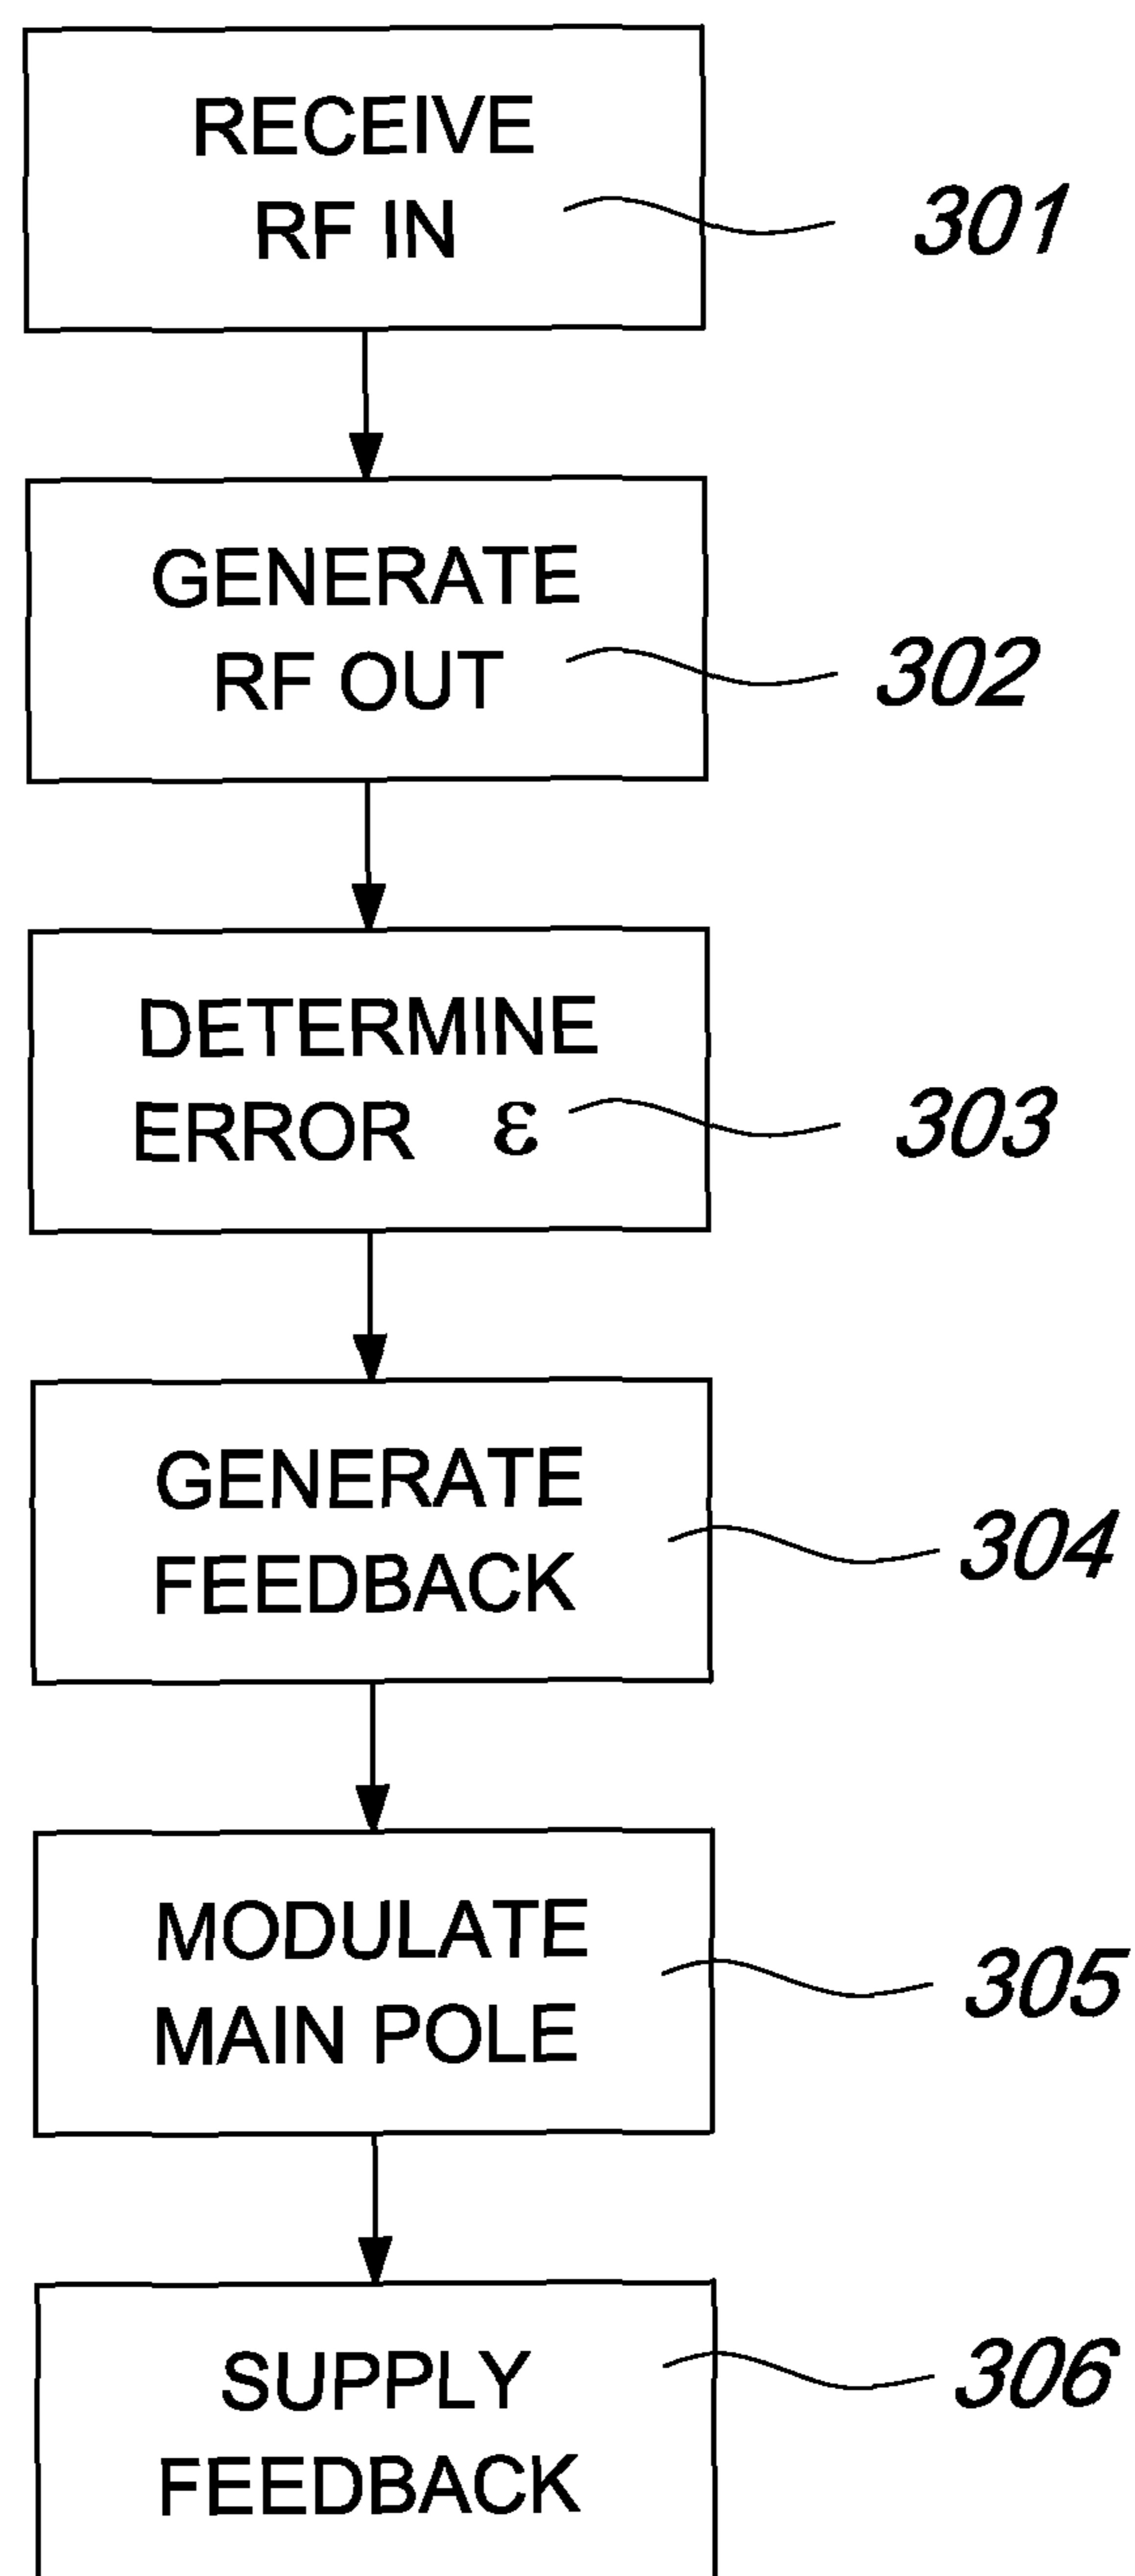 RECEIVE
RF IN
301
GENERATE
RF OUT
302
DETERMINE
ERROR ε
303
GENERATE
FEEDBACK
304
MODULATE
MAIN POLE
305
SUPPLY
FEEDBACK
306